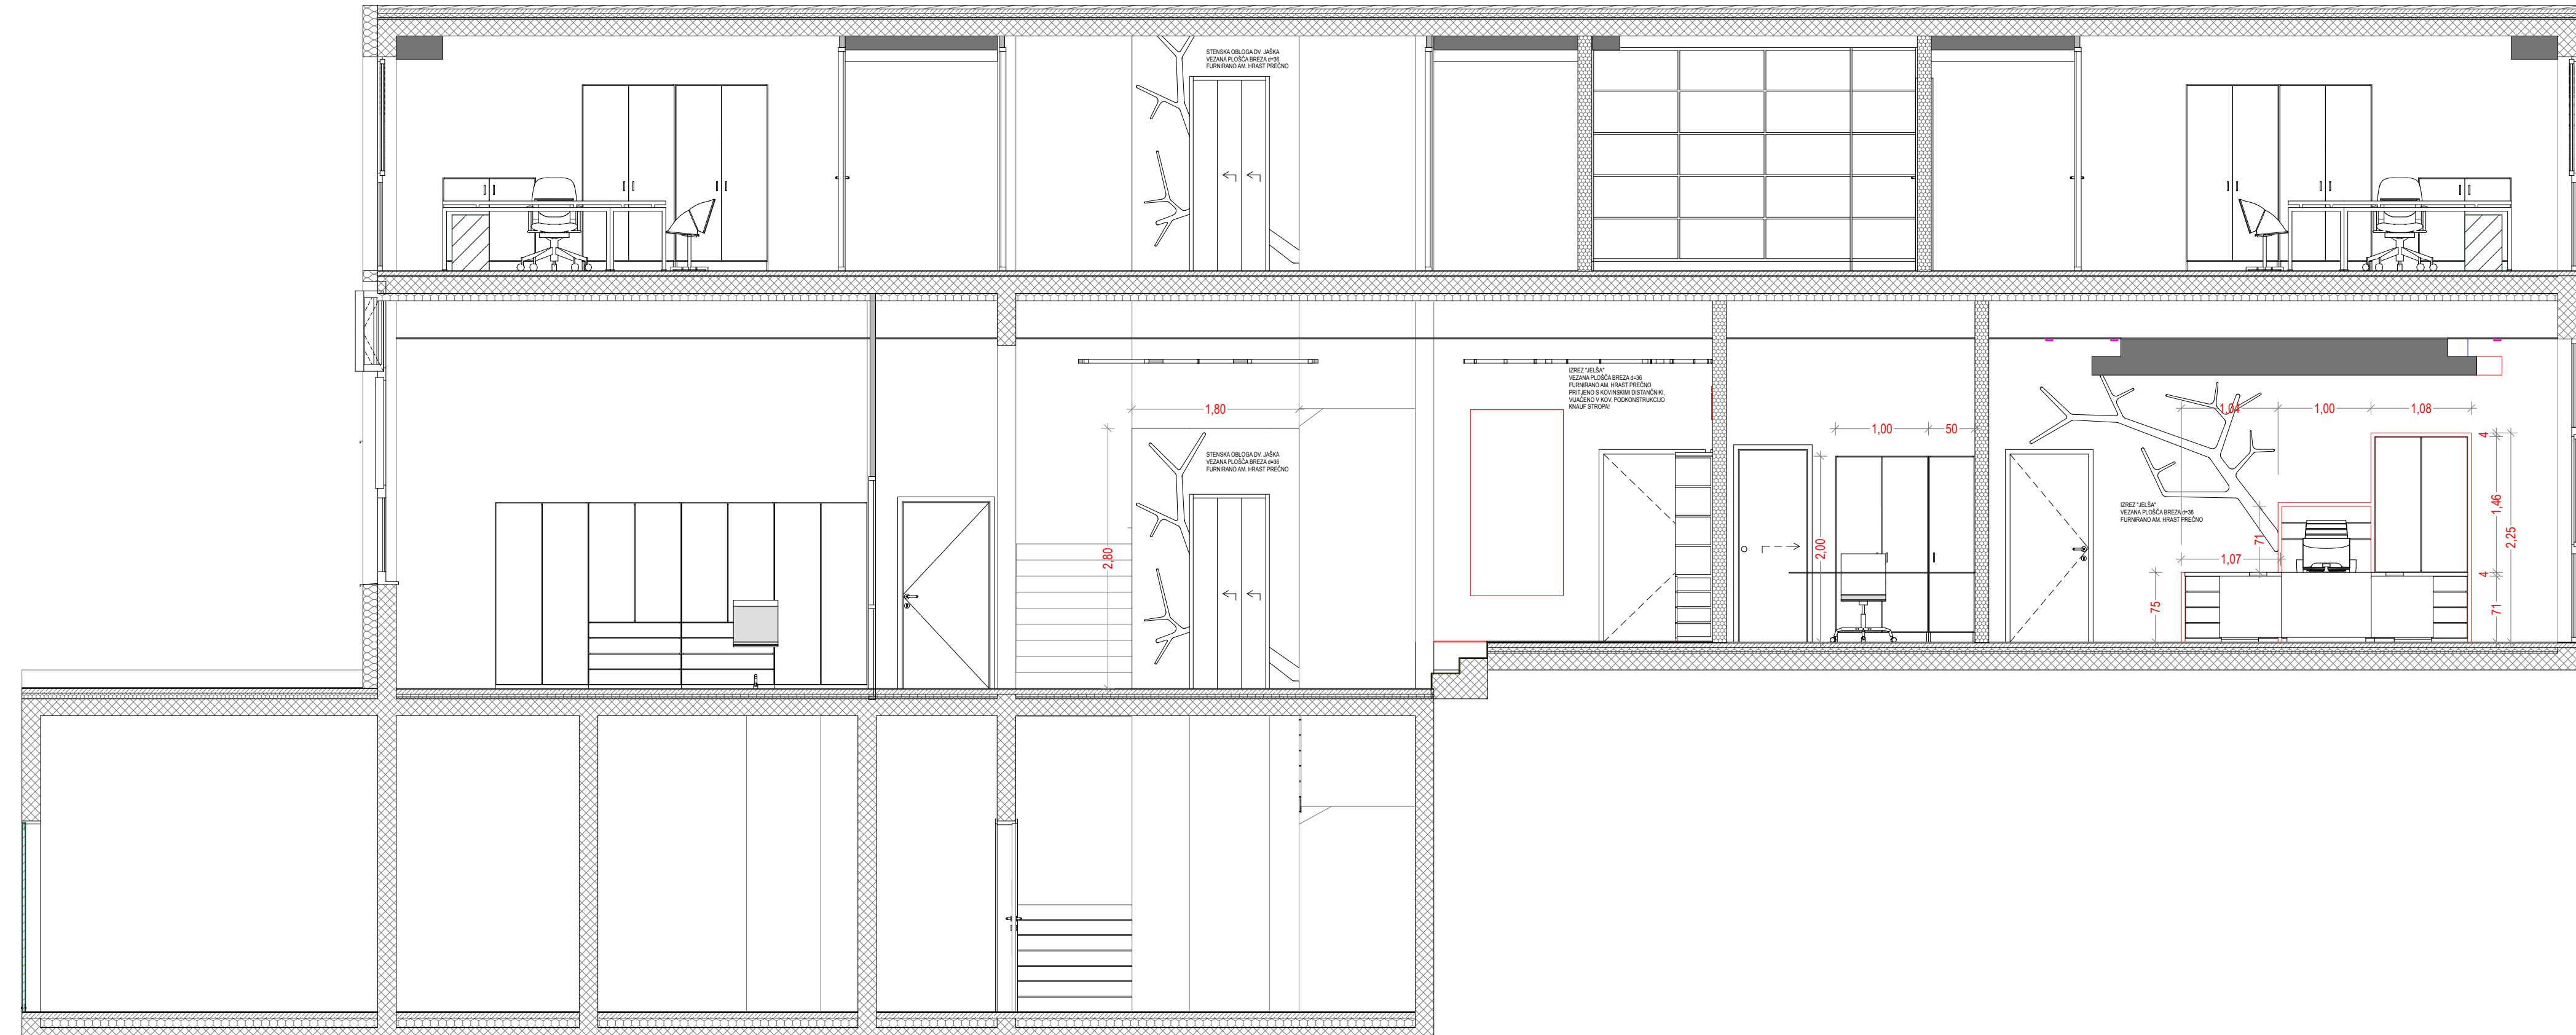 STENSKA OBLOGA DV. JAŠKA
VEZANA PLOŠČA BREZA d=36
FURNIRANO AM. HRAST PREČNO
IZREZ "JELŠA"
VEZANA PLOŠČA BREZA d=36
FURNIRANO AM. HRAST PREČNO
PRITJENO S KOVINSKIMI DISTANČNIKI,
VIJAČENO V KOV. PODKONSTRUKCIJO
KNAUF STROPA!
1,80
2,80
STENSKA OBLOGA DV. JAŠKA
VEZANA PLOŠČA BREZA d=36
FURNIRANO AM. HRAST PREČNO
1,00
50
2,00
1,04
1,00
1,08
4
1,46
2,25
IZREZ "JELŠA"
VEZANA PLOŠČA BREZA d=36
FURNIRANO AM. HRAST PREČNO
71
1,07
4
75
71